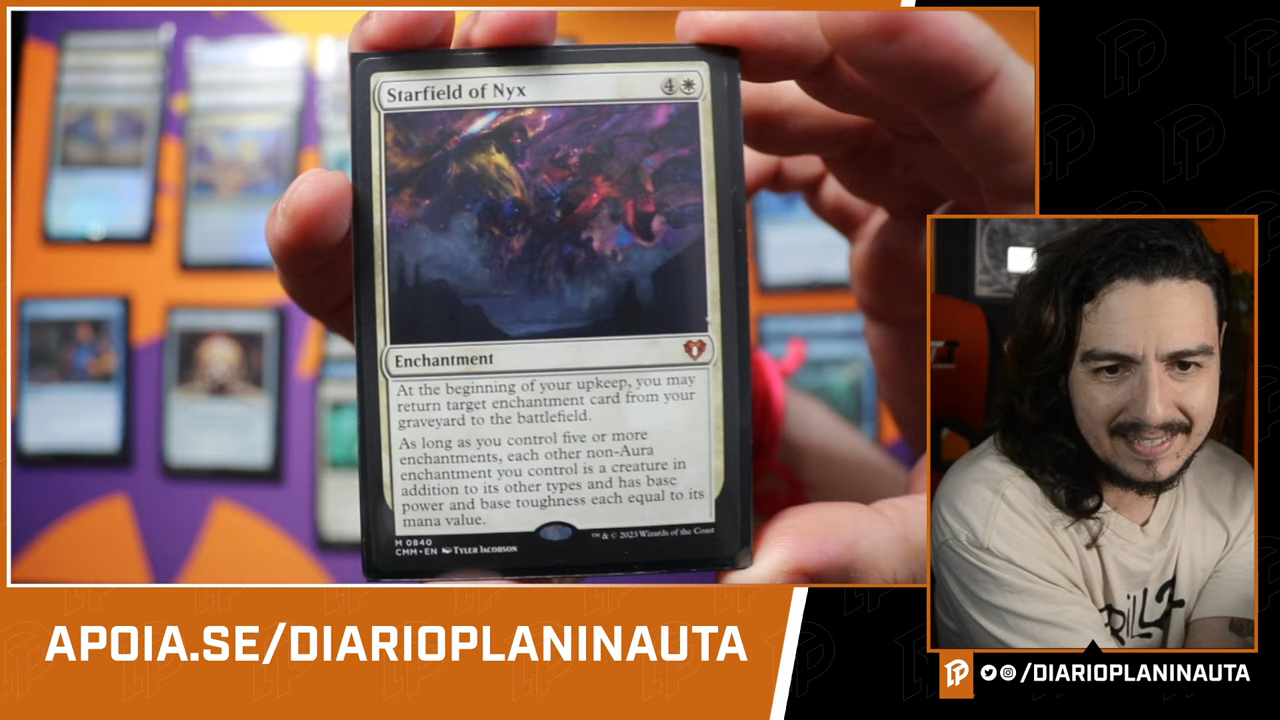 Starfield of Nyx
4
Enchantment
At the beginning of your upkeep, you may
return target enchantment card from your
graveyard to the battlefield.
As long as you control five or more
enchantments, each other non-Aura
enchantment you control is a creature in
addition to its other types and has base
power and base toughness each equal to its
mana value.
M 0840
CMM • EN Tyler Jacobson
™ & © 2023 Wizards of the Coast
APOIA.SE/DIARIOPLANINAUTA
/DIARIOPLANINAUTA